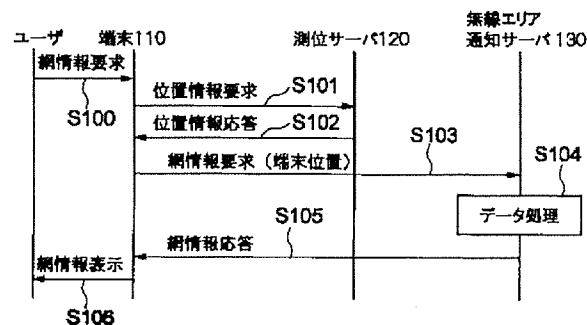 ユーザ
端末110
測位サーバ120
無線エリア
通知サーバ130
網情報要求
S100
位置情報要求
S101
位置情報応答
S102
網情報要求（端末位置）
S103
S104
データ処理
S105
網情報応答
網情報表示
S106